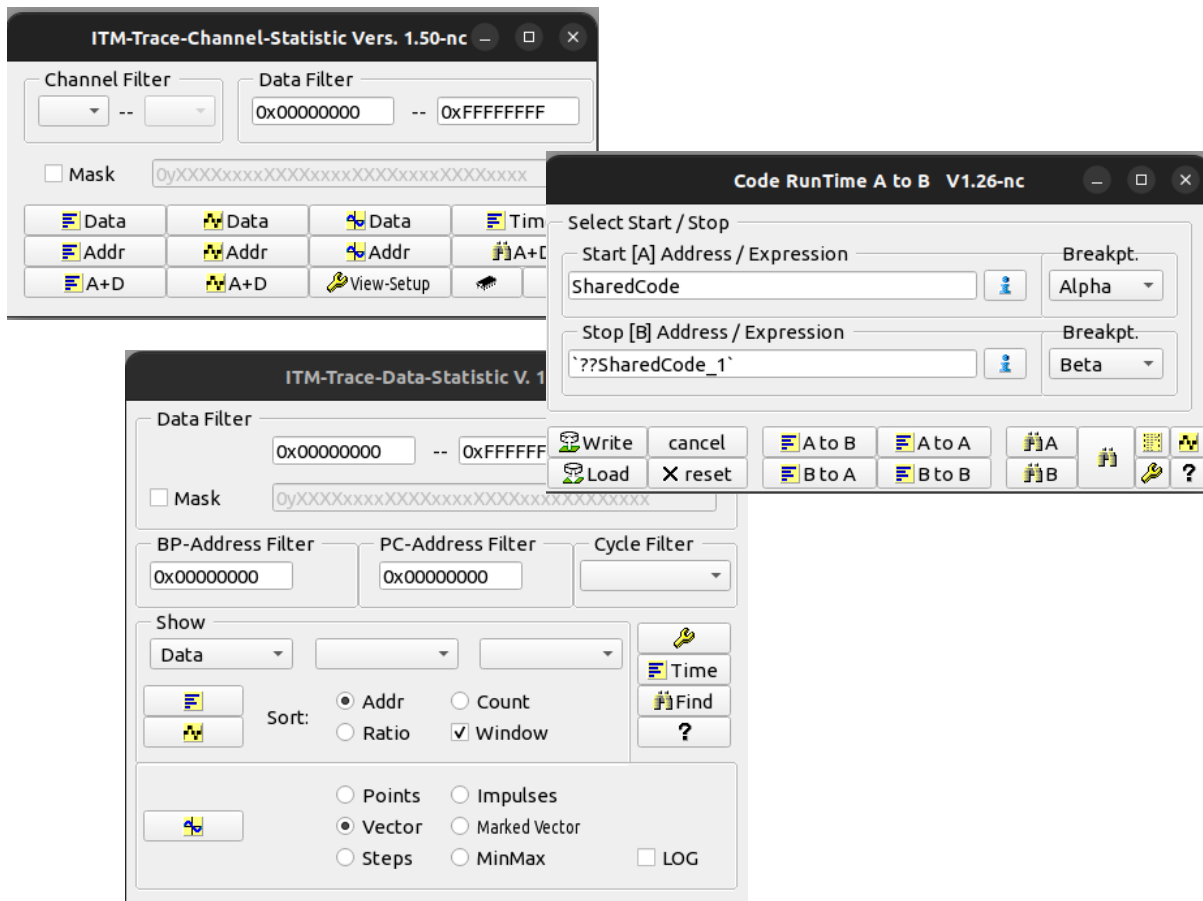 ITM-Trace-Channel-Statistic Vers. 1.50-nc
Channel Filter Data Filter
-- 0x00000000 -- 0xFFFFFFFF
Mask 0yXXXXxxxxXXXXxxxxXXXXxxxxXXXXxxxx
Data Data Data Tim
Addr Addr Addr A+D
A+D A+D View-Setup
Code RunTime A to B V1.26-nc
Select Start / Stop
Start [A] Address / Expression Breakpt.
SharedCode Alpha
Stop [B] Address / Expression Breakpt.
`??SharedCode_1` Beta
Write cancel A to B A to A A
Load reset B to A B to B B ?
ITM-Trace-Data-Statistic V. 1
Data Filter
0x00000000 -- 0xFFFFFF
Mask 0yXXXXxxxxXXXXxxxxXXXXxxxxXXXXxxxx
BP-Address Filter PC-Address Filter Cycle Filter
0x00000000 0x00000000
Show
Data
Time
Sort: Addr Count Find
Ratio Window ?
Points Impulses
Vector Marked Vector
Steps MinMax LOG